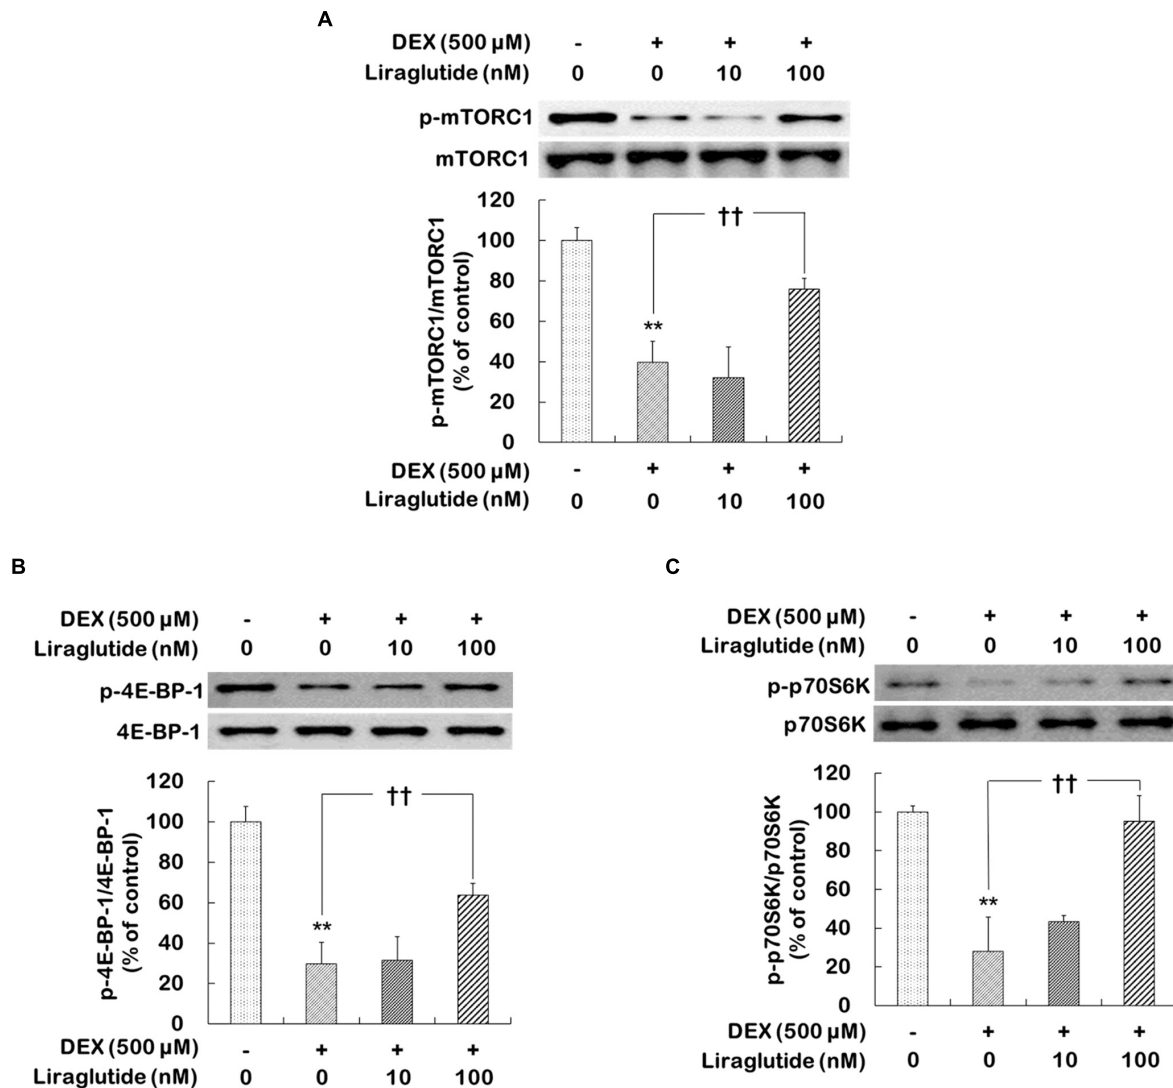 A
DEX (500 µM) - + + +
Liraglutide (nM) 0 0 10 100
p-mTORC1
mTORC1
p-mTORC1/mTORC1
(% of control)
120
100
80
60
40
20
0
††
**
DEX (500 µM) - + + +
Liraglutide (nM) 0 0 10 100
B
DEX (500 µM) - + + +
Liraglutide (nM) 0 0 10 100
p-4E-BP-1
4E-BP-1
p-4E-BP-1/4E-BP-1
(% of control)
120
100
80
60
40
20
0
††
**
DEX (500 µM) - + + +
Liraglutide (nM) 0 0 10 100
C
DEX (500 µM) - + + +
Liraglutide (nM) 0 0 10 100
p-p70S6K
p70S6K
p-p70S6K/p70S6K
(% of control)
120
100
80
60
40
20
0
††
**
DEX (500 µM) - + + +
Liraglutide (nM) 0 0 10 100